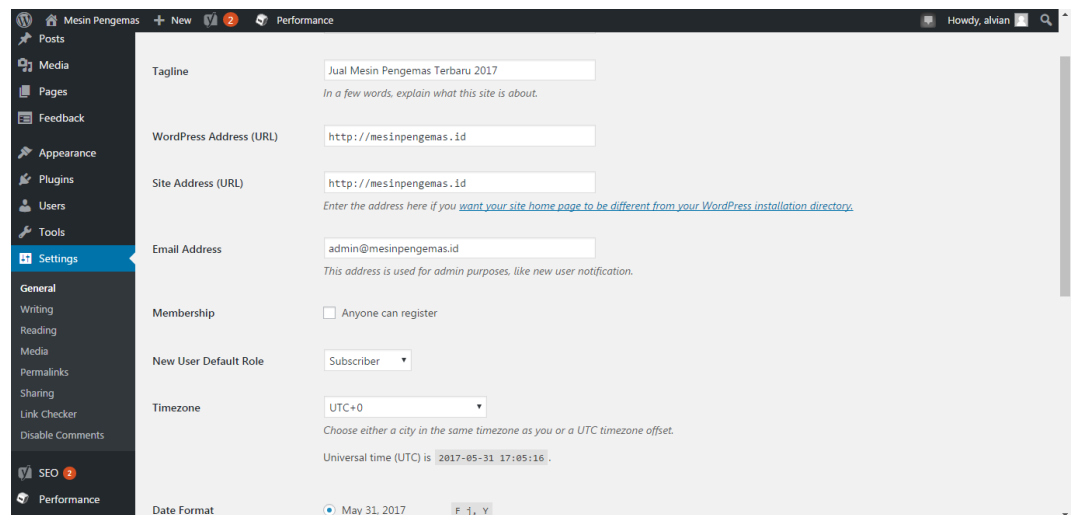 Mesin Pengemas New 2 Performance Howdy, alvian
Posts
Media
Pages
Feedback
Appearance
Plugins
Users
Tools
Settings
General
Writing
Reading
Media
Permalinks
Sharing
Link Checker
Disable Comments
SEO 2
Performance
Tagline Jual Mesin Pengemas Terbaru 2017
In a few words, explain what this site is about.
WordPress Address (URL) http://mesinpengemas.id
Site Address (URL) http://mesinpengemas.id
Enter the address here if you want your site home page to be different from your WordPress installation directory.
Email Address admin@mesinpengemas.id
This address is used for admin purposes, like new user notification.
Membership Anyone can register
New User Default Role Subscriber
Timezone UTC+0
Choose either a city in the same timezone as you or a UTC timezone offset.
Universal time (UTC) is 2017-05-31 17:05:16 .
Date Format May 31, 2017 F j, Y